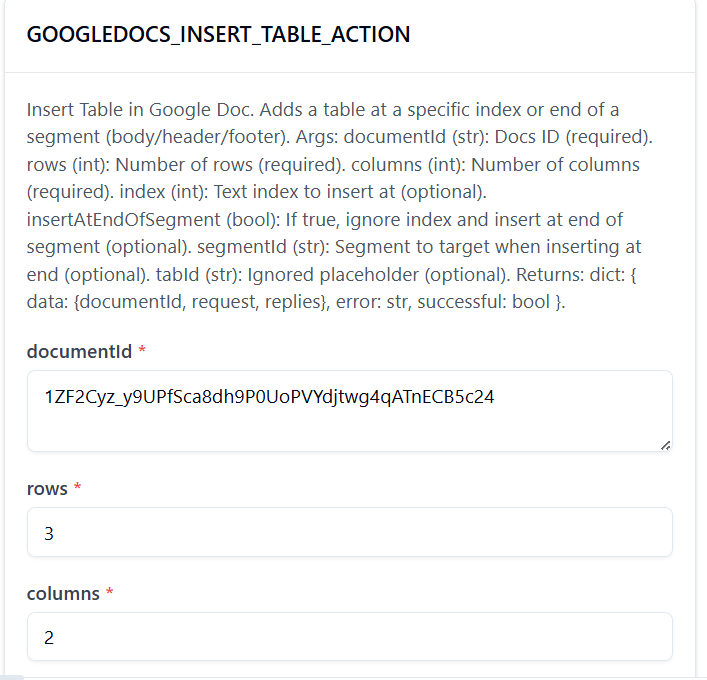 GOOGLEDOCS_INSERT_TABLE_ACTION
Insert Table in Google Doc. Adds a table at a specific index or end of a
segment (body/header/footer). Args: documentId (str): Docs ID (required).
rows (int): Number of rows (required). columns (int): Number of columns
(required). index (int): Text index to insert at (optional).
insertAtEndOfSegment (bool): If true, ignore index and insert at end of
segment (optional). segmentId (str): Segment to target when inserting at
end (optional). tabId (str): Ignored placeholder (optional). Returns: dict: {
data: {documentId, request, replies}, error: str, successful: bool }.
documentId *
1ZF2Cyz_y9UPfSca8dh9P0UoPVYdjtwg4qATnECB5c24
rows *
3
columns *
2